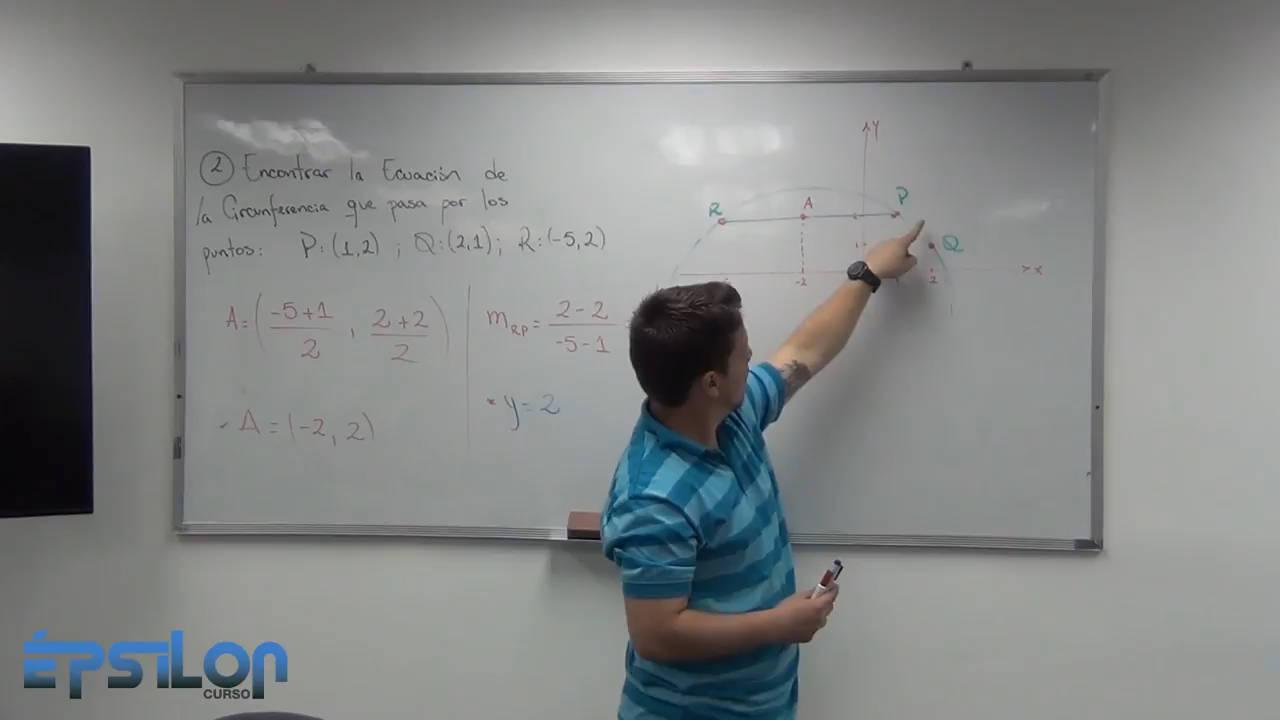 ② Encontrar la Ecuación de
la Circunferencia que pasa por los
puntos: P:(1,2) ; Q:(2,1); R:(-5,2)
A=(-5+1/2 , 2+2/2)
✓ A=(-2, 2)
m_RP = 2-2/-5-1
* y=2
Y
R A P
1 Q
-2 2 x
ÉPSILON
CURSO